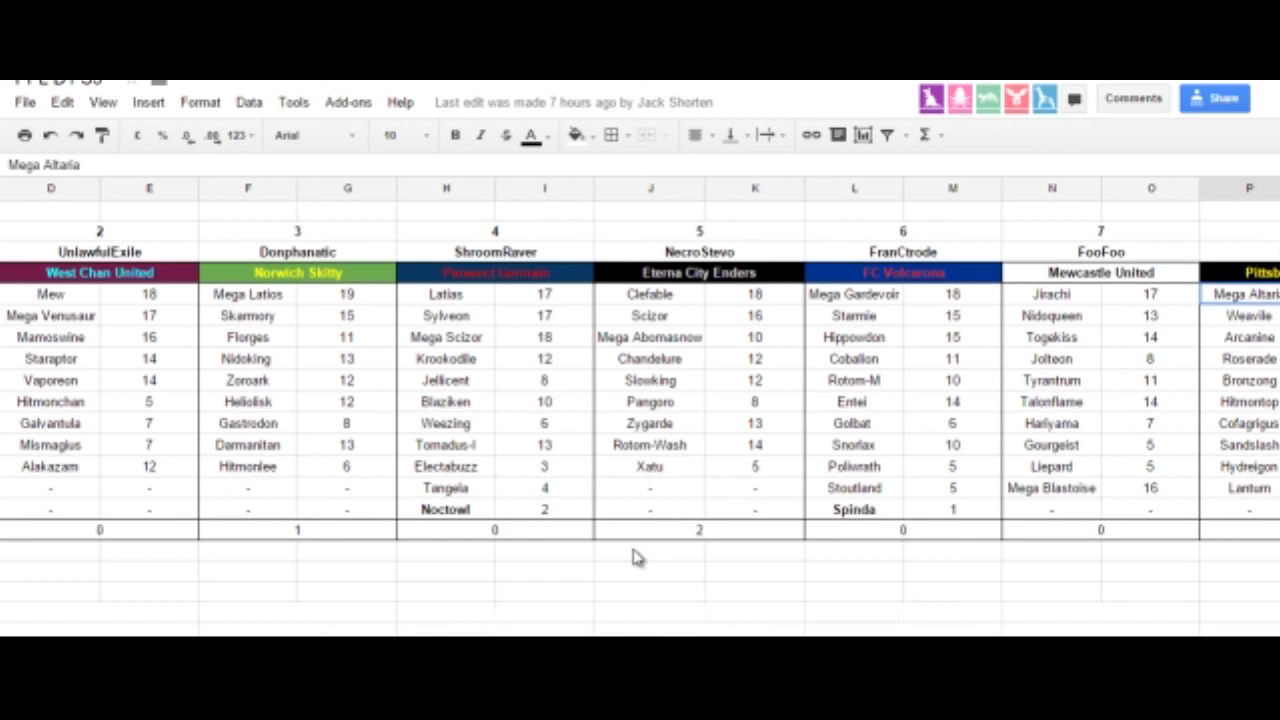 File Edit View Insert Format Data Tools Add-ons Help Last edit was made 7 hours ago by Jack Shorten Comments Share
£ % .0 .00 123 Arial 10 B I S A Σ
Mega Altaria
D E F G H I J K L M N O P
2 3 4 5 6 7
UnlawfulExile Donphanatic ShroomRaver NecroStevo FranCtrode FooFoo
West Chan United Norwich Skitty Parasect Germain Eterna City Enders FC Volcarona Mewcastle United Pittsb
Mew 18 Mega Latios 19 Latias 17 Clefable 18 Mega Gardevoir 18 Jirachi 17 Mega Altari
Mega Venusaur 17 Skarmory 15 Sylveon 17 Scizor 16 Starmie 15 Nidoqueen 13 Weavile
Mamoswine 16 Florges 11 Mega Scizor 18 Mega Abomasnow 10 Hippowdon 15 Togekiss 14 Arcanine
Staraptor 14 Nidoking 13 Krookodile 12 Chandelure 12 Cobalion 11 Jolteon 8 Roserade
Vaporeon 14 Zoroark 12 Jellicent 8 Slowking 12 Rotom-M 10 Tyrantrum 11 Bronzong
Hitmonchan 5 Heliolisk 12 Blaziken 10 Pangoro 8 Entei 14 Talonflame 14 Hitmontop
Galvantula 7 Gastrodon 8 Weezing 6 Zygarde 13 Golbat 6 Hariyama 7 Cofagrigus
Mismagius 7 Darmanitan 13 Tornadus-I 13 Rotom-Wash 14 Snorlax 10 Gourgeist 5 Sandslash
Alakazam 12 Hitmonlee 6 Electabuzz 3 Xatu 5 Poliwrath 5 Liepard 5 Hydreigon
- - - - Tangela 4 - - Stoutland 5 Mega Blastoise 16 Lanturn
- - - - Noctowl 2 - - Spinda 1 - - -
0 1 0 2 0 0